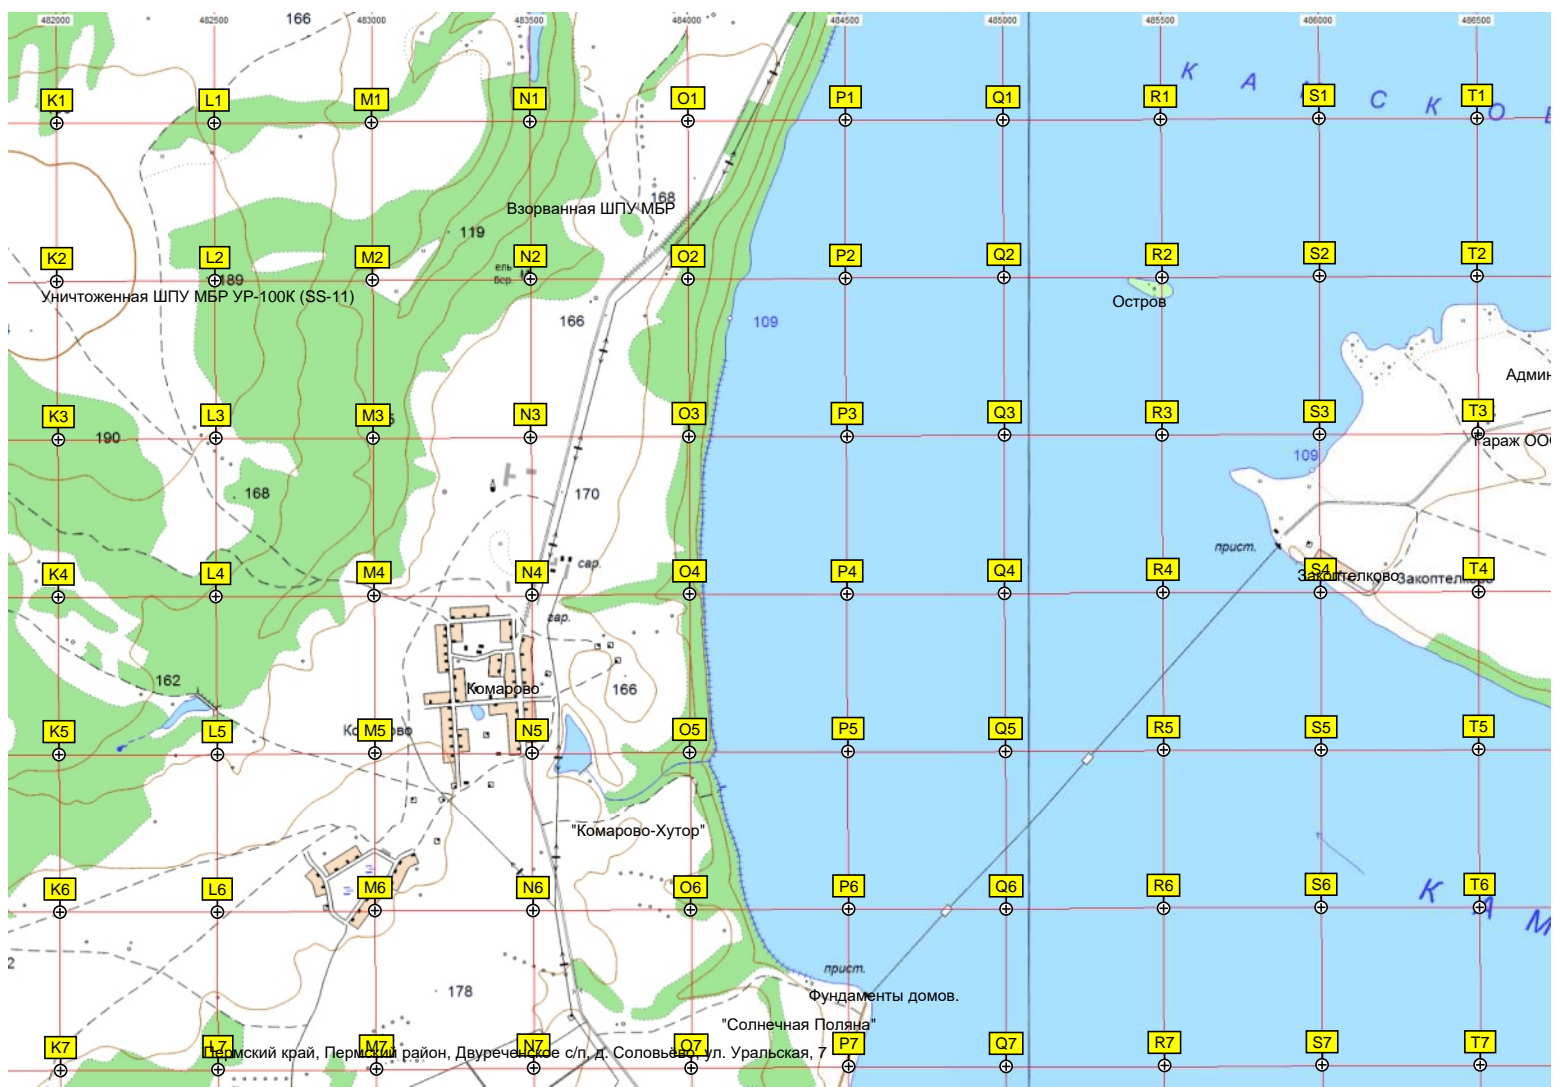 482000 482500 483000 483500 484000 484500 485000 485500 486000 486500
166
К А С К О
K1 L1 M1 N1 O1 P1 Q1 R1 S1 T1
168
Взорванная ШПУ МБР
119
K2 L2 M2 N2 O2 P2 Q2 R2 S2 T2
ель
бер.
189
Уничтоженная ШПУ МБР УР-100К (SS-11)
Остров
166
109
Админ
K3 L3 M3 N3 O3 P3 Q3 R3 S3 T3
190
Гараж ООО
109
168
170
прист.
сар.
K4 L4 M4 N4 O4 P4 Q4 R4 S4 T4
Закоптелково
Закоптелково
гар.
162
Комарово
166
K5 L5 M5 N5 O5 P5 Q5 R5 S5 T5
"Комарово-Хутор"
K6 L6 M6 N6 O6 P6 Q6 R6 S6 T6
К А М
2
прист.
178
Фундаменты домов.
"Солнечная Поляна"
K7 L7 M7 N7 O7 P7 Q7 R7 S7 T7
Пермский край, Пермский район, Двуреченское с/п, д. Соловьёво, ул. Уральская, 7